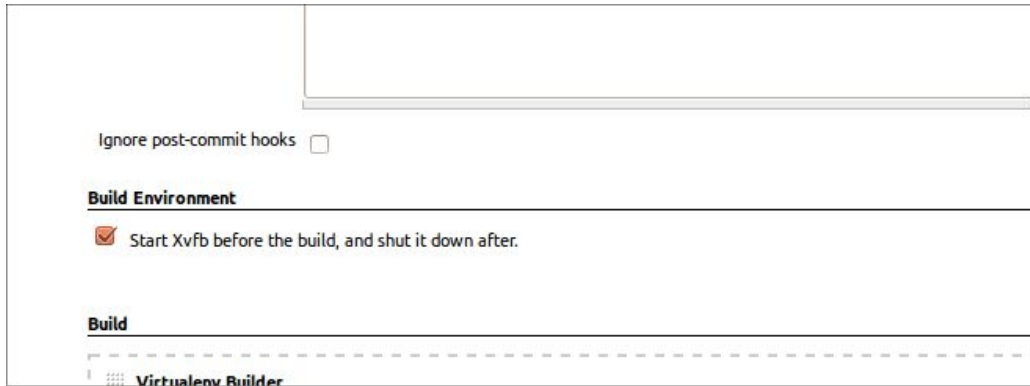 Ignore post-commit hooks
Build Environment
Start Xvfb before the build, and shut it down after.
Build
Virtualenv Builder